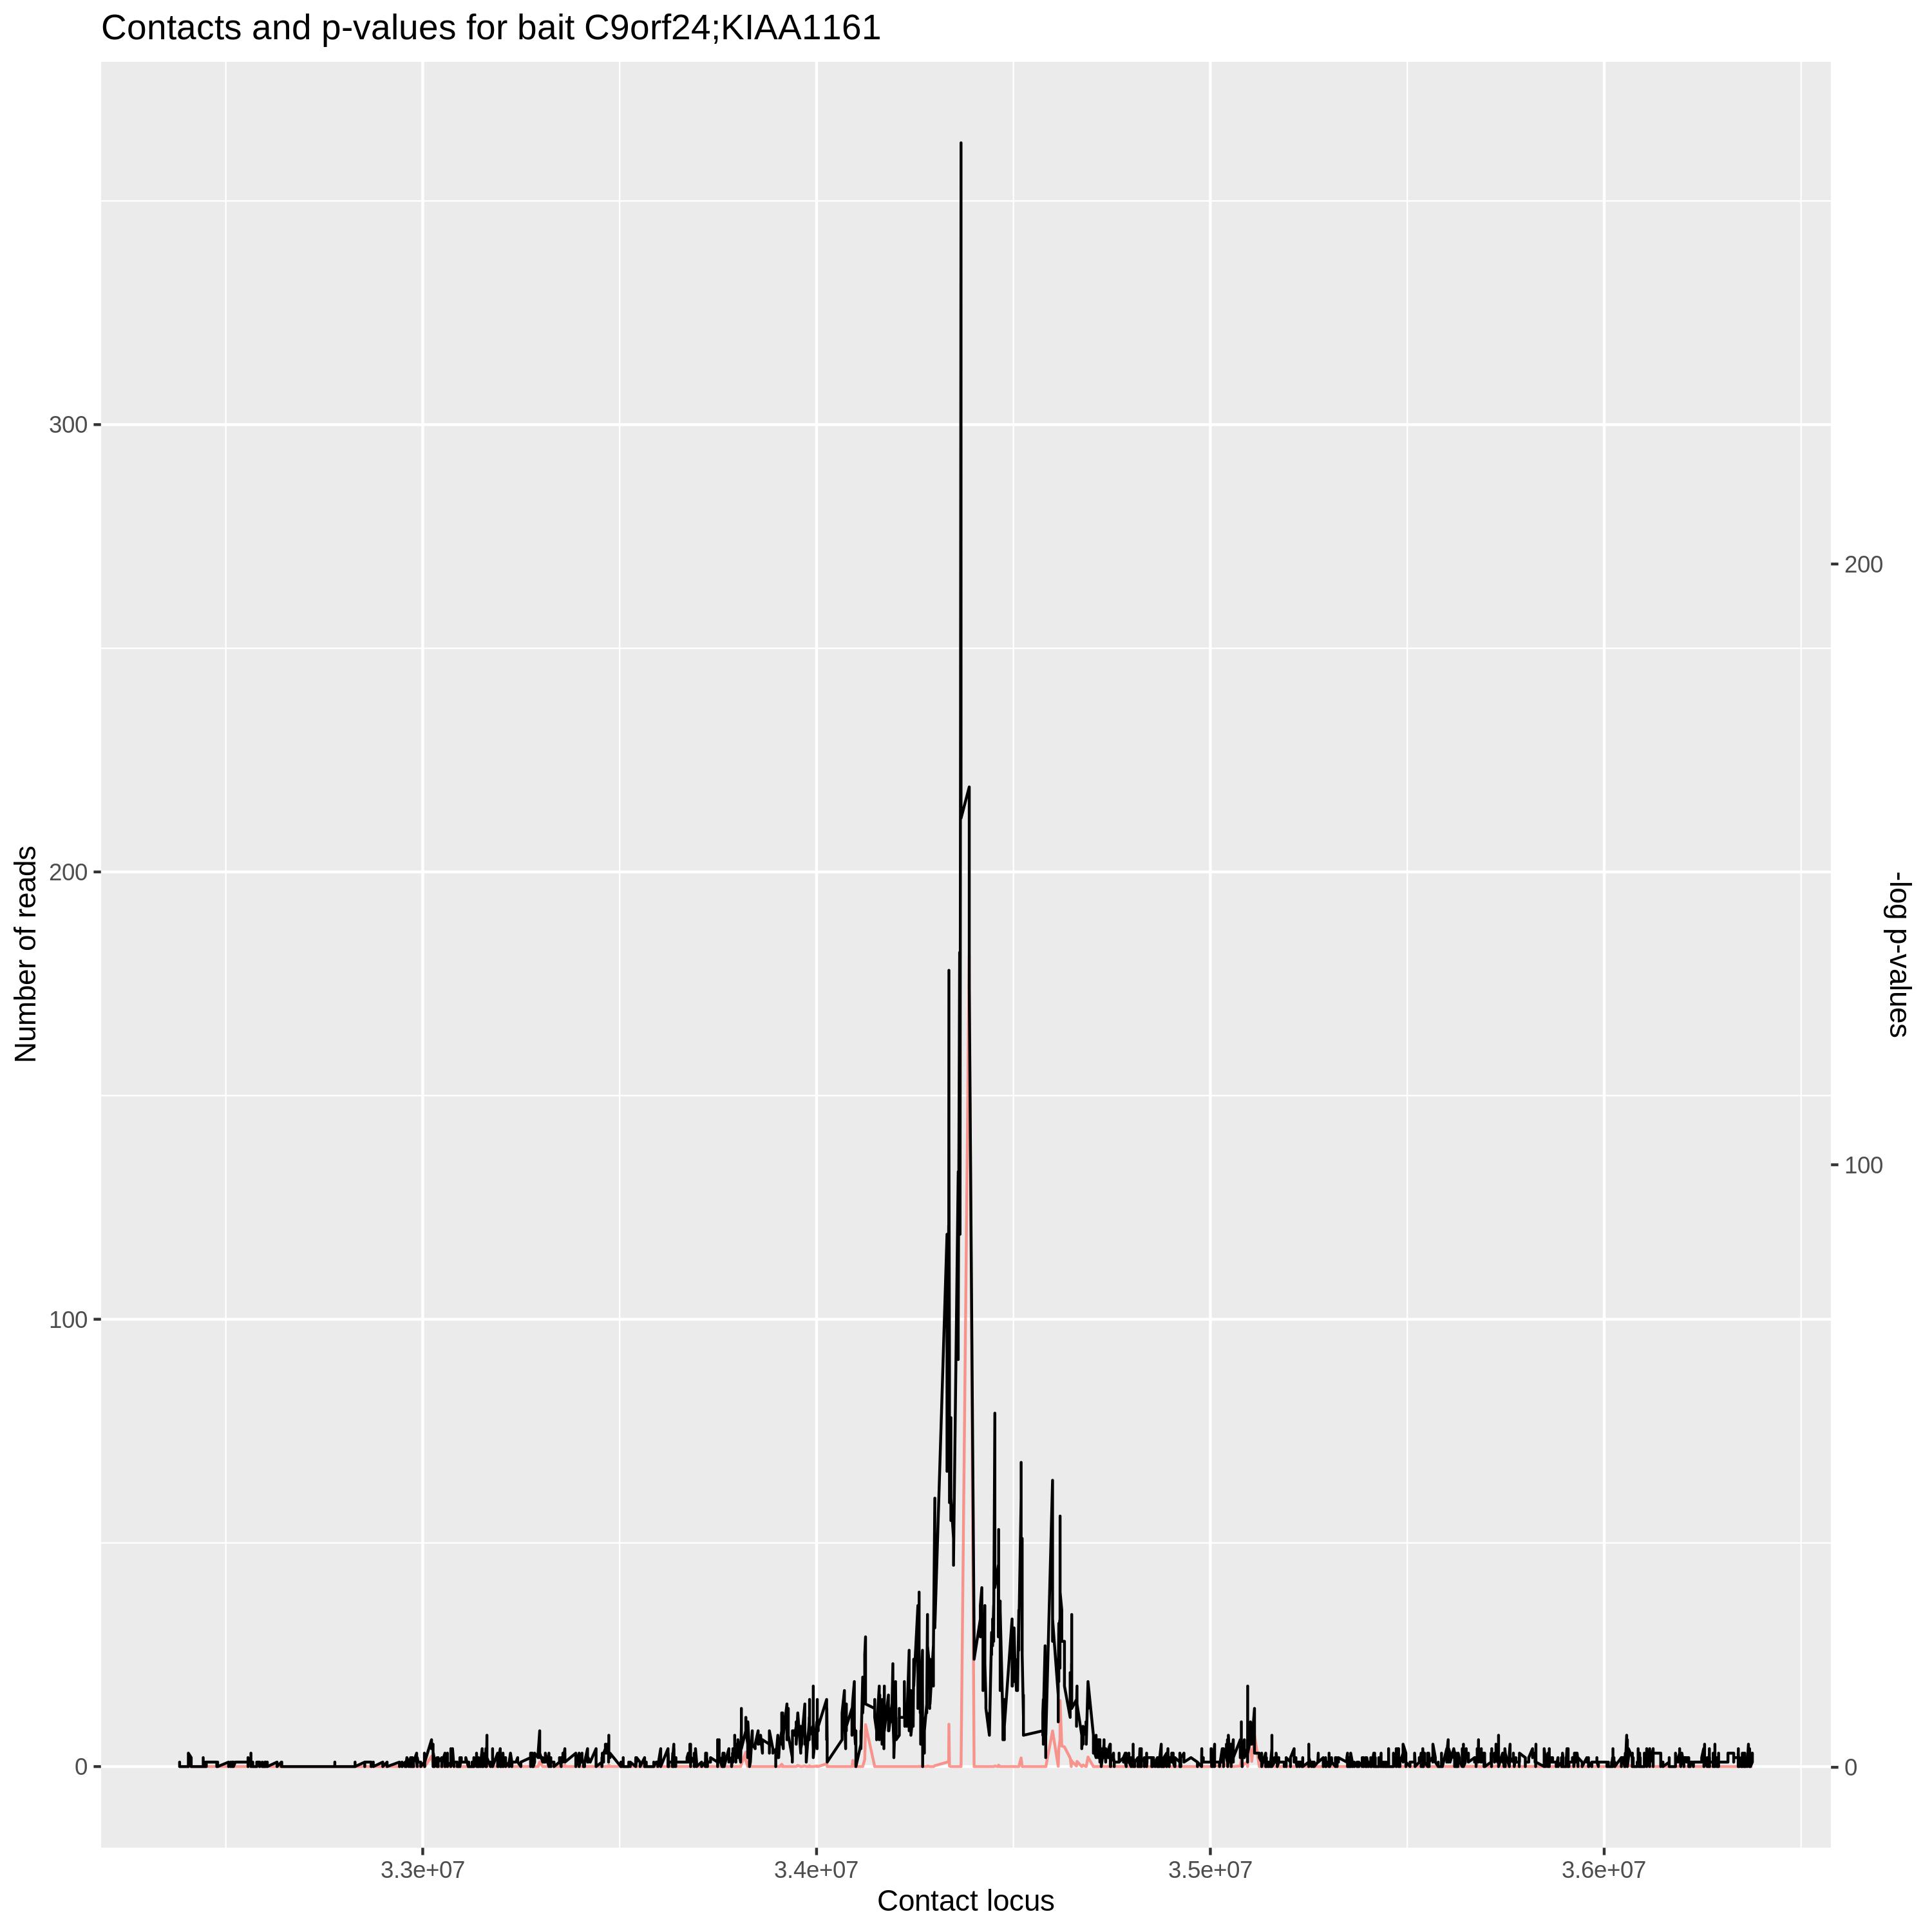 Contacts and p-values for bait C9orf24;KIAA1161
300
200
100
0
Number of reads
200
100
0
-log p-values
3.3e+07
3.4e+07
3.5e+07
3.6e+07
Contact locus